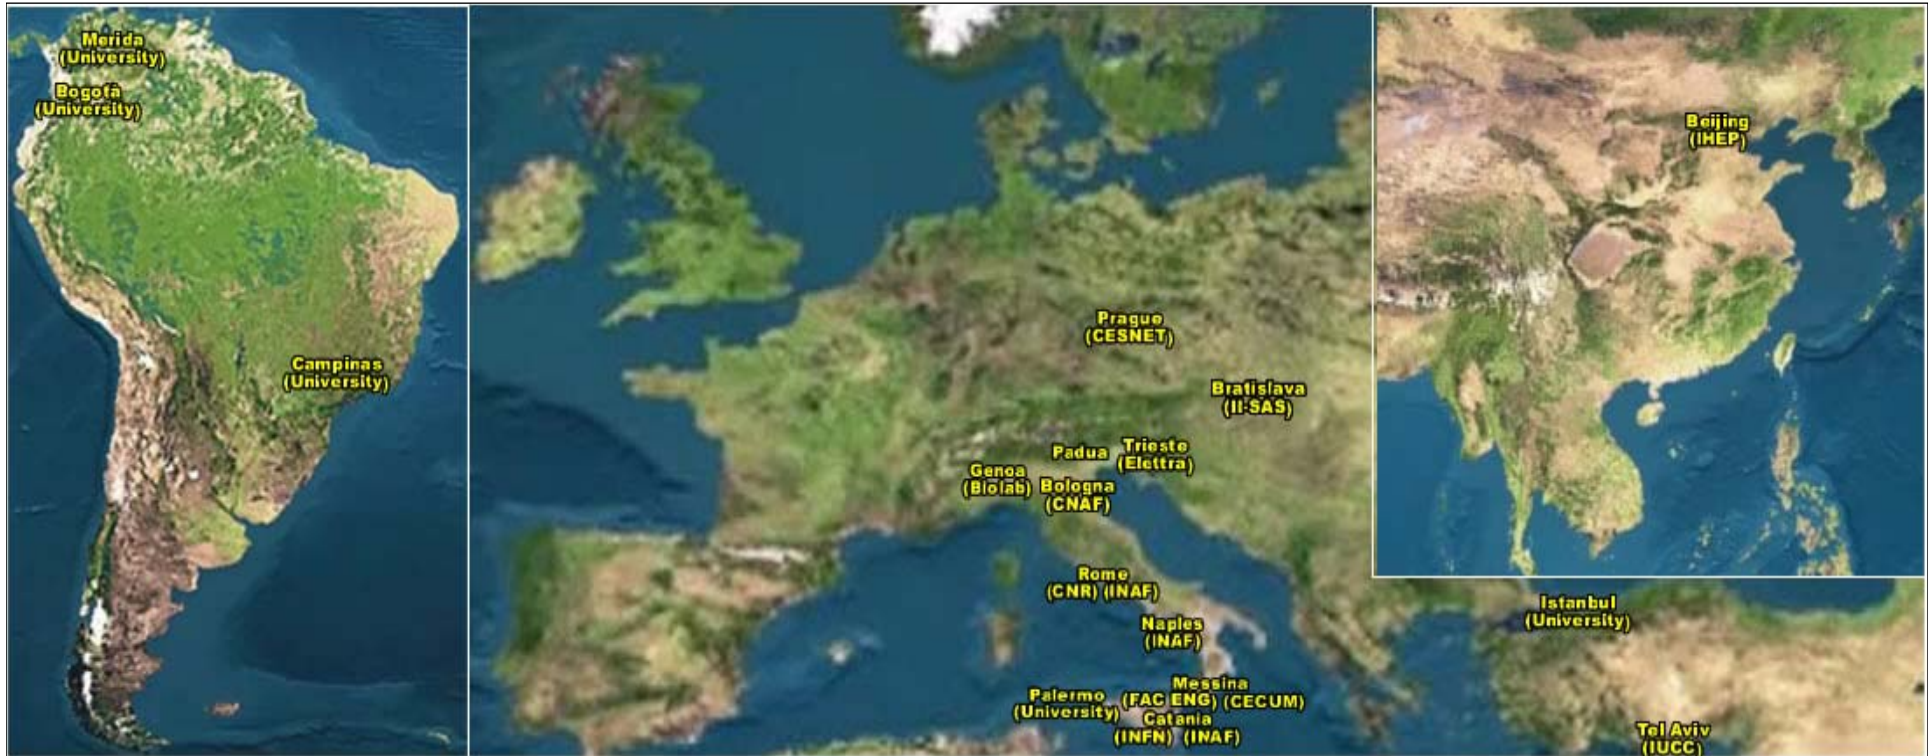 Merida
(University)
Bogotá
(University)
Campinas
(University)
Prague
(CESNET)
Bratislava
(II-SAS)
Padua
Trieste
(Elettra)
Genoa
(Biolab)
Bologna
(CNAF)
Rome
(CNR) (INAF)
Naples
(INAF)
Messina
(FAC ENG) (CECUM)
Palermo
(University)
Catania
(INFN) (INAF)
Beijing
(IHEP)
Istanbul
(University)
Tel Aviv
(IUCC)